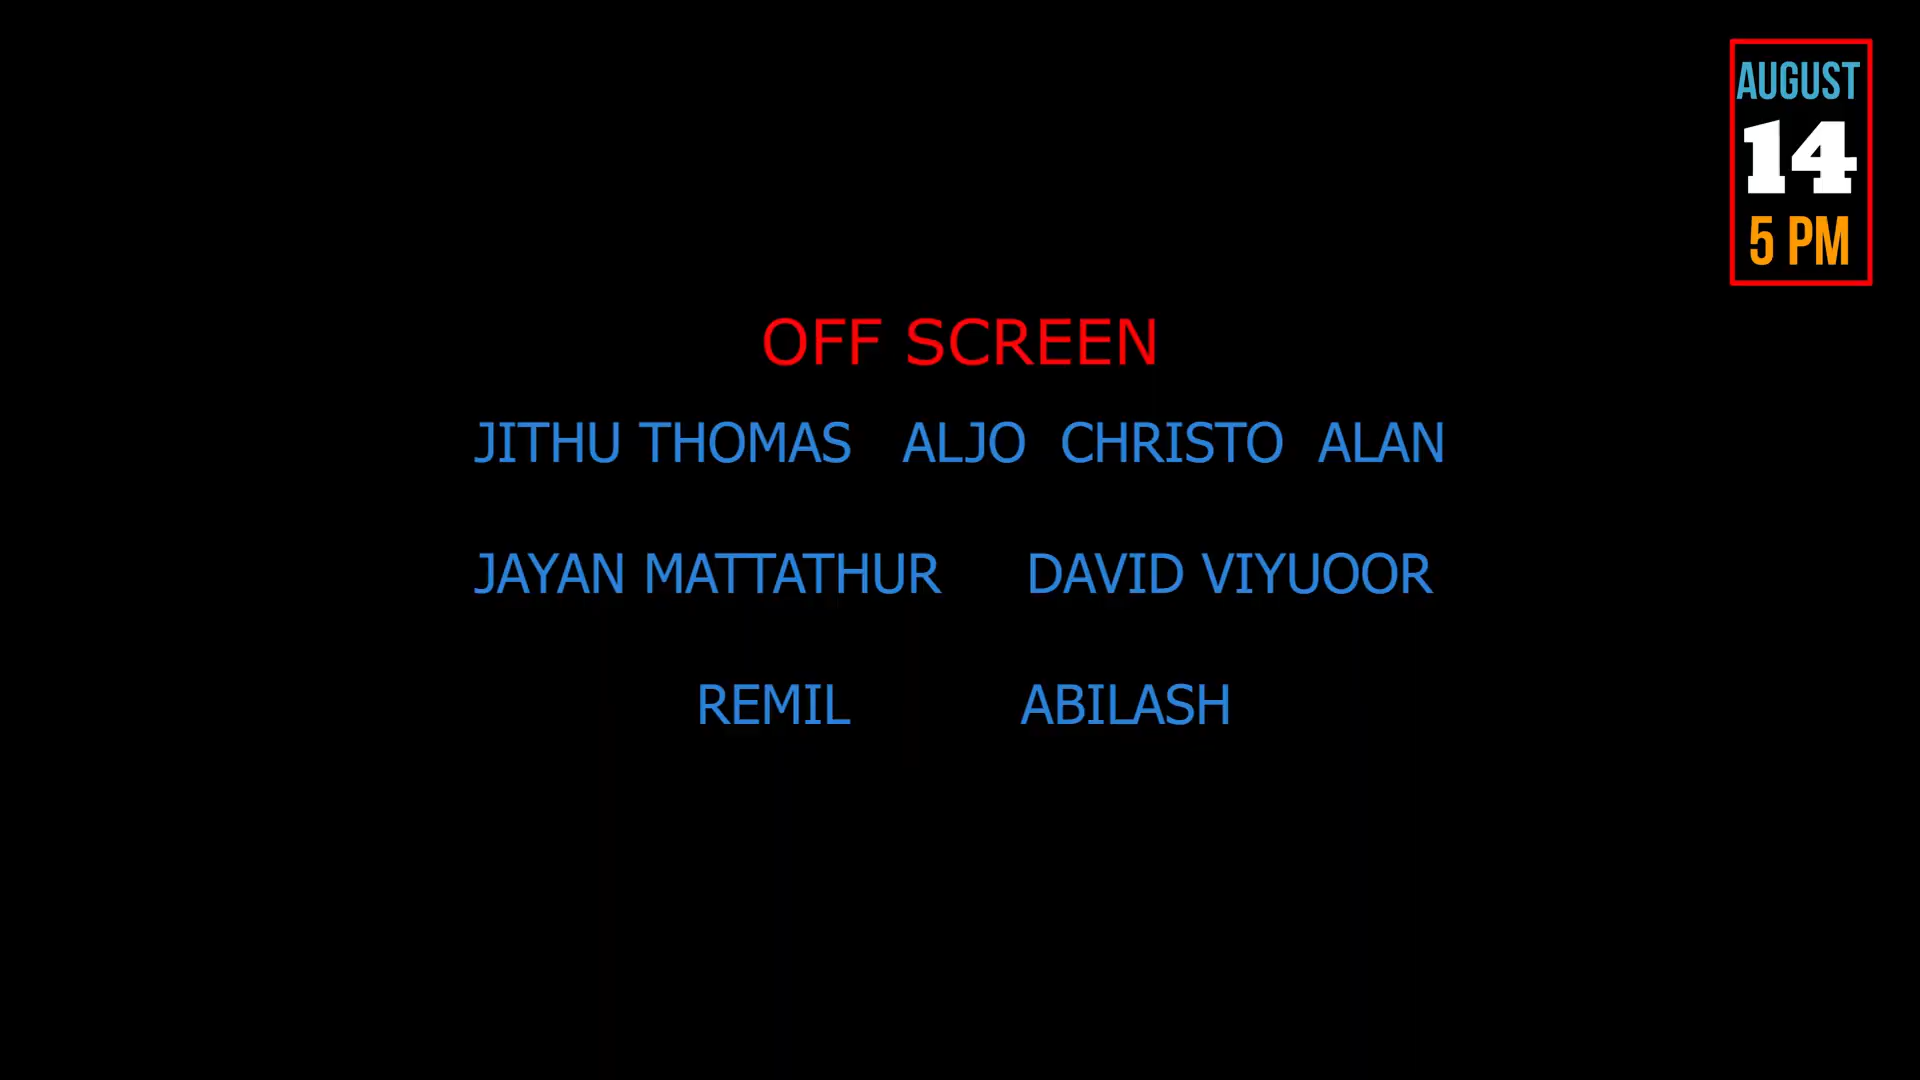 AUGUST
14
5 PM
OFF SCREEN
JITHU THOMAS ALJO CHRISTO ALAN
JAYAN MATTATHUR DAVID VIYUOOR
REMIL ABILASH